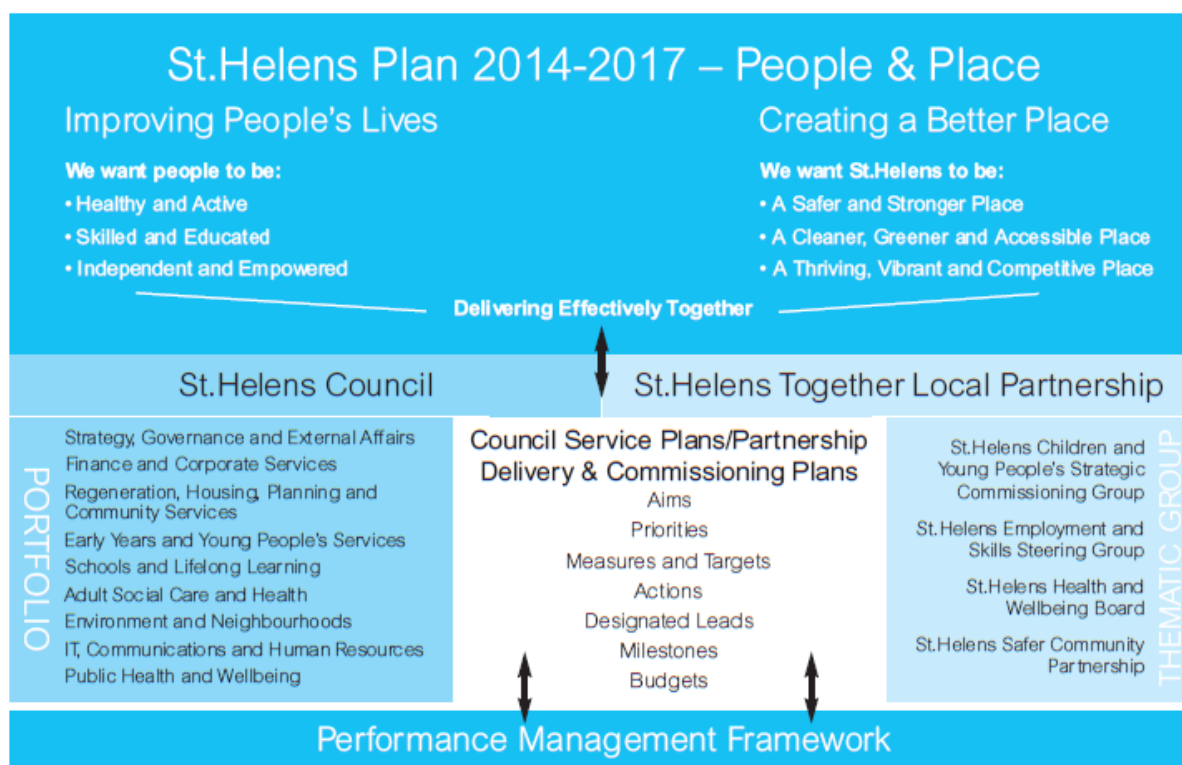 St.Helens Plan 2014-2017 – People & Place
Improving People's Lives
We want people to be:
• Healthy and Active
• Skilled and Educated
• Independent and Empowered
Creating a Better Place
We want St.Helens to be:
• A Safer and Stronger Place
• A Cleaner, Greener and Accessible Place
• A Thriving, Vibrant and Competitive Place
Delivering Effectively Together
St.Helens Council
St.Helens Together Local Partnership
PORTFOLIO
Strategy, Governance and External Affairs
Finance and Corporate Services
Regeneration, Housing, Planning and
Community Services
Early Years and Young People's Services
Schools and Lifelong Learning
Adult Social Care and Health
Environment and Neighbourhoods
IT, Communications and Human Resources
Public Health and Wellbeing
Council Service Plans/Partnership
Delivery & Commissioning Plans
Aims
Priorities
Measures and Targets
Actions
Designated Leads
Milestones
Budgets
St.Helens Children and
Young People's Strategic
Commissioning Group
St.Helens Employment and
Skills Steering Group
St.Helens Health and
Wellbeing Board
St.Helens Safer Community
Partnership
THEMATIC GROUP
Performance Management Framework